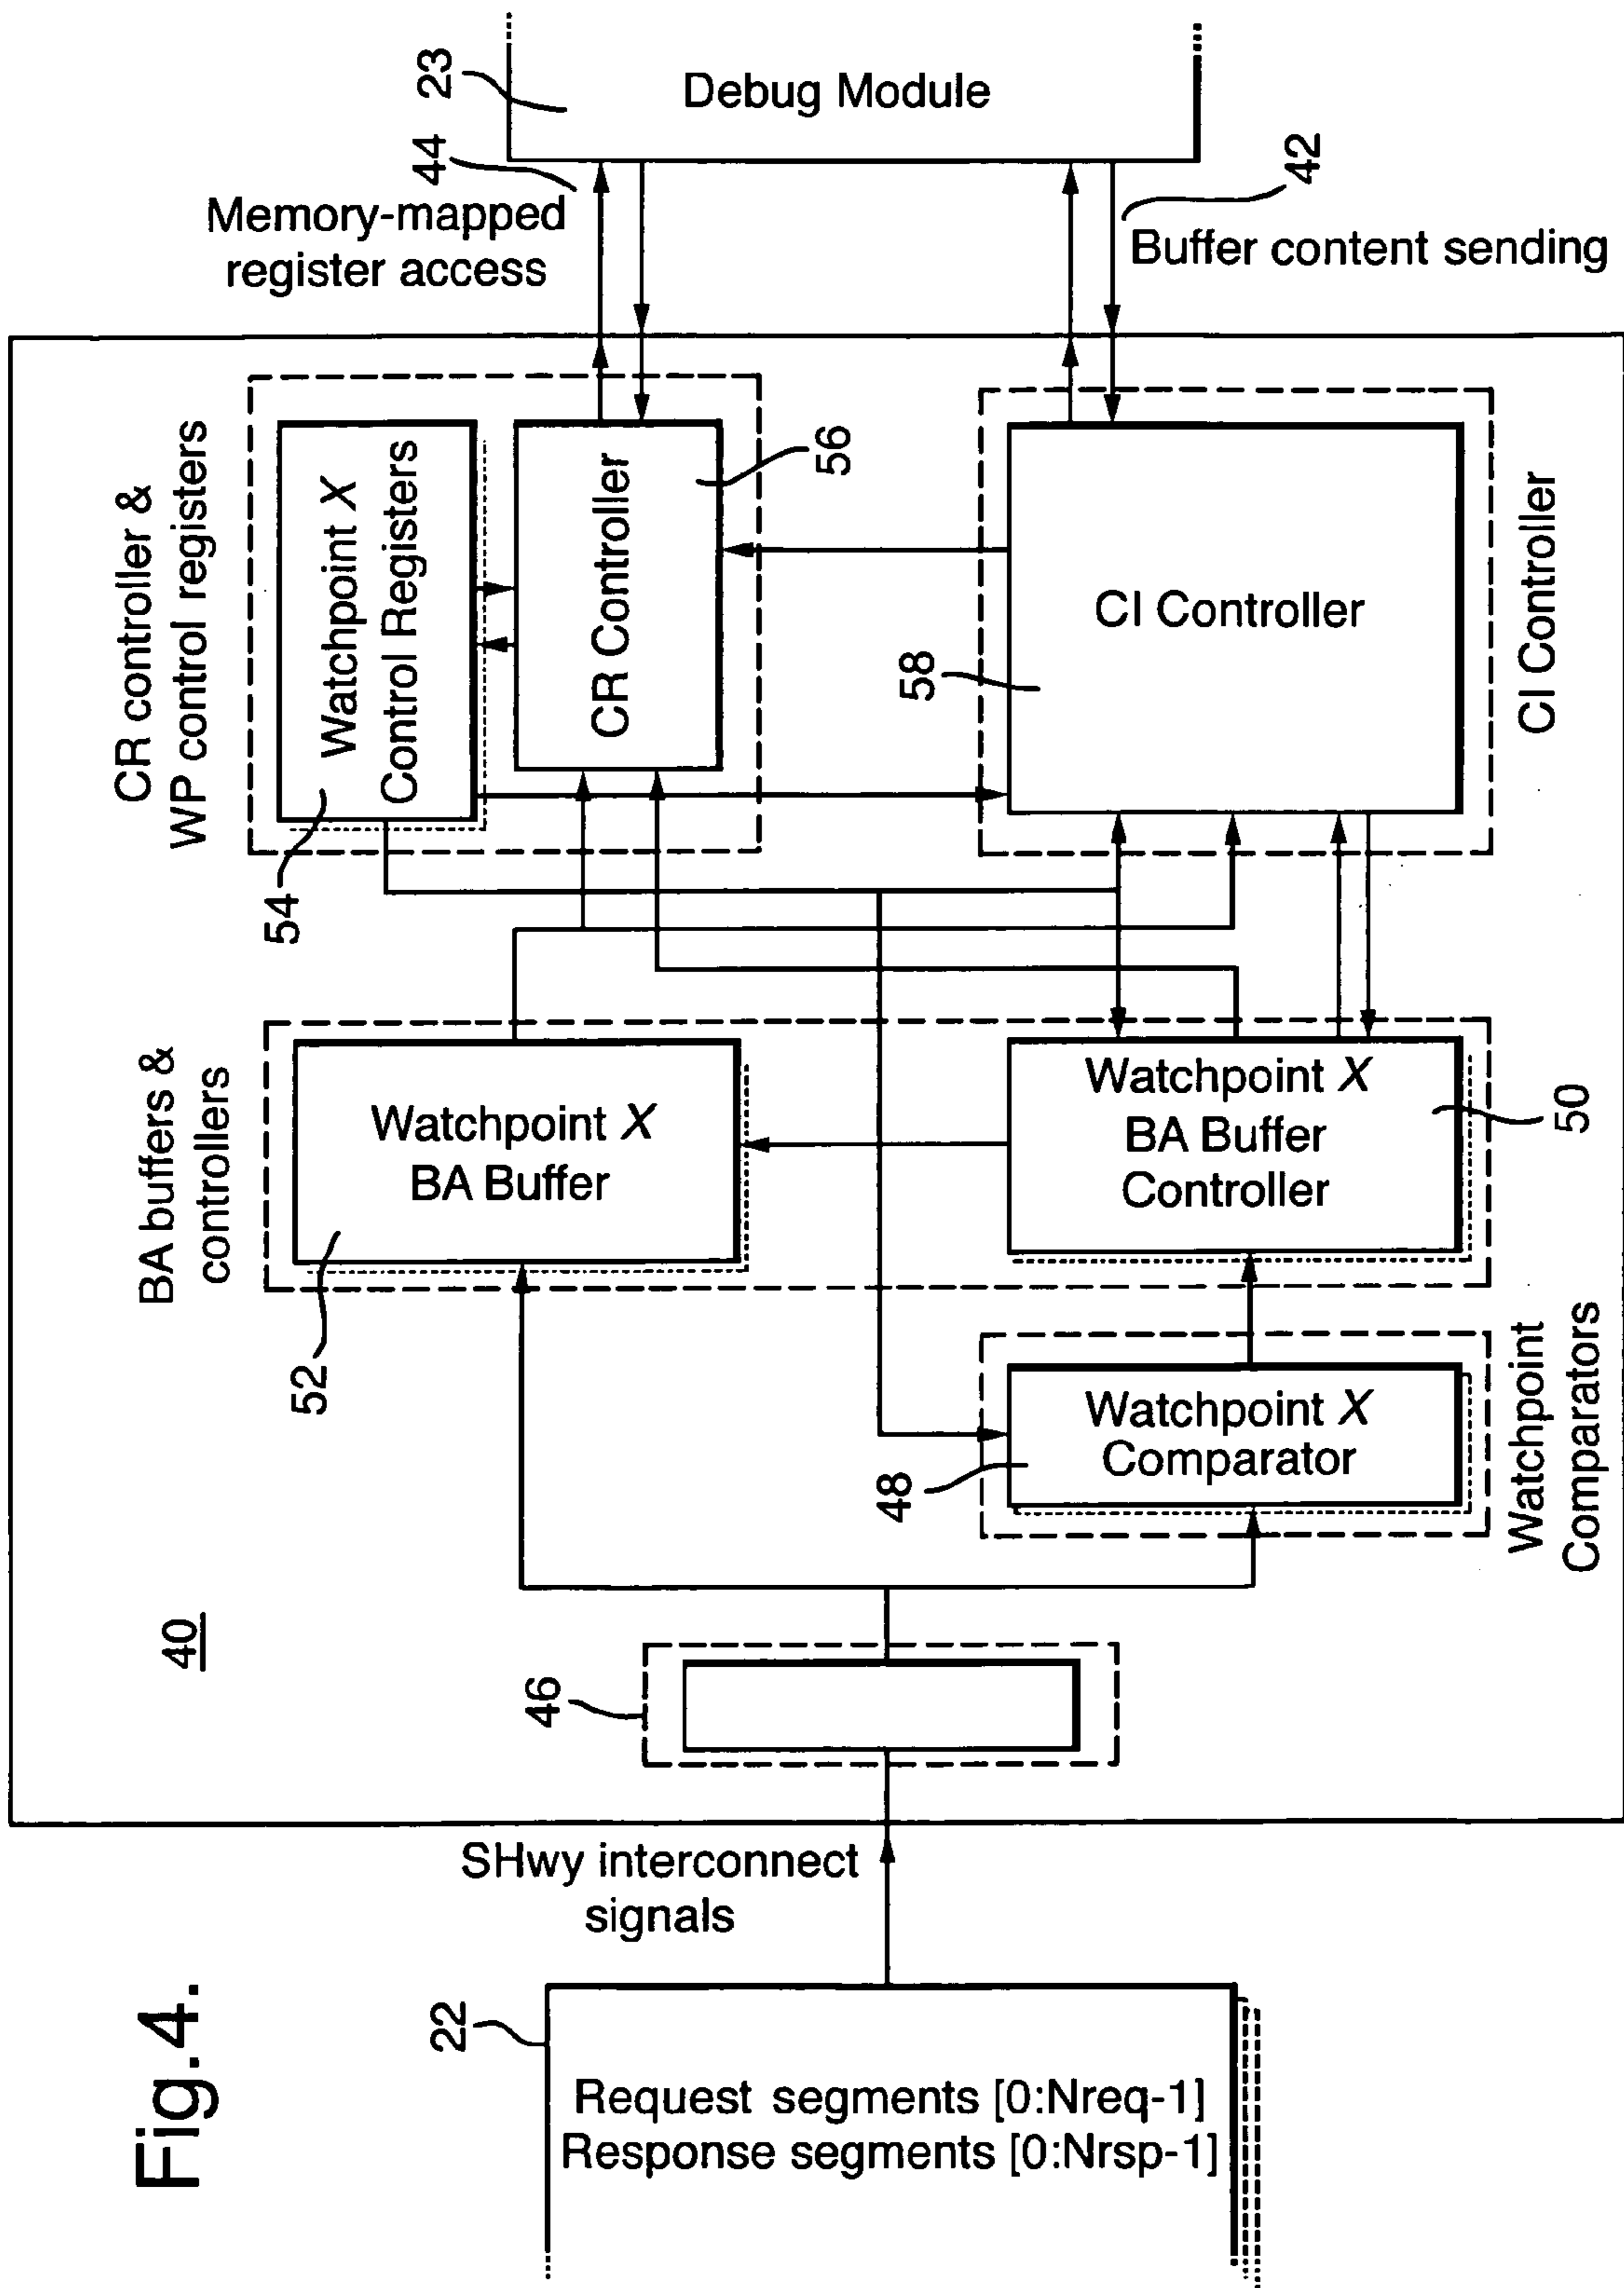 Fig.4.
40
22
Request segments [0:Nreq-1]
Response segments [0:Nrsp-1]
SHwy interconnect
signals
46
BA buffers &
controllers
52
Watchpoint X
BA Buffer
Watchpoint X
BA Buffer
Controller
50
48
Watchpoint X
Comparator
Watchpoint
Comparators
CR controller &
WP control registers
54
Watchpoint X
Control Registers
CR Controller
56
58
CI Controller
CI Controller
Memory-mapped
register access
44
23
Debug Module
42
Buffer content sending